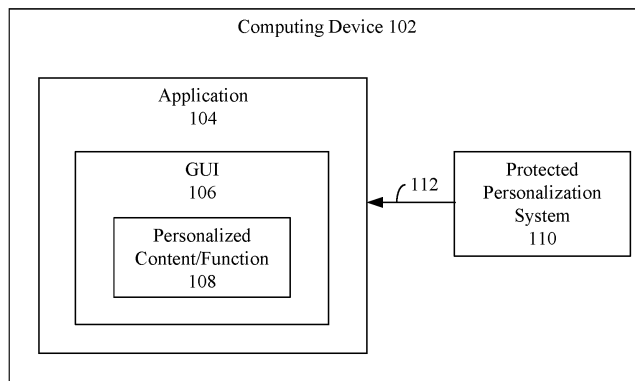 Computing Device 102
Application
104
GUI
106
Personalized
Content/Function
108
112
Protected
Personalization
System
110